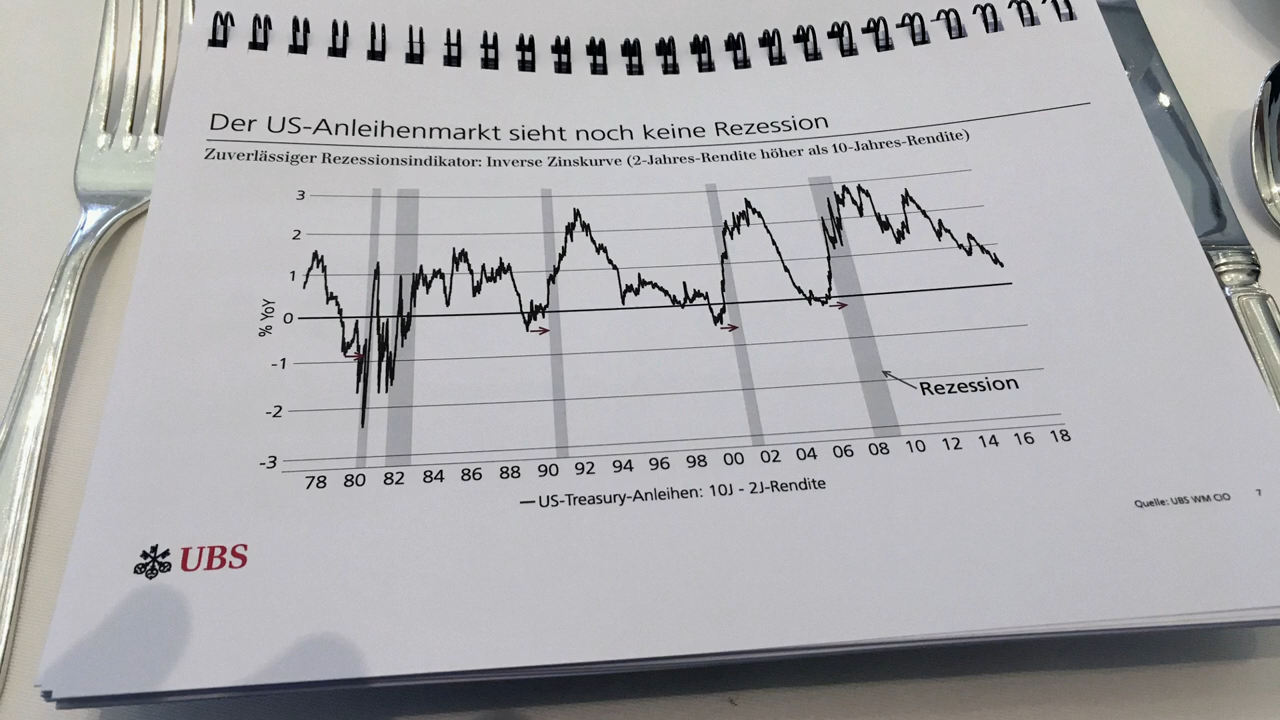 Der US-Anleihenmarkt sieht noch keine Rezession
Zuverlässiger Rezessionsindikator: Inverse Zinskurve (2-Jahres-Rendite höher als 10-Jahres-Rendite)
3
2
1
0
-1
-2
-3
% YoY
Rezession
78 80 82 84 86 88 90 92 94 96 98 00 02 04 06 08 10 12 14 16 18
US-Treasury-Anleihen: 10J - 2J-Rendite
Quelle: UBS WM CIO 7
UBS